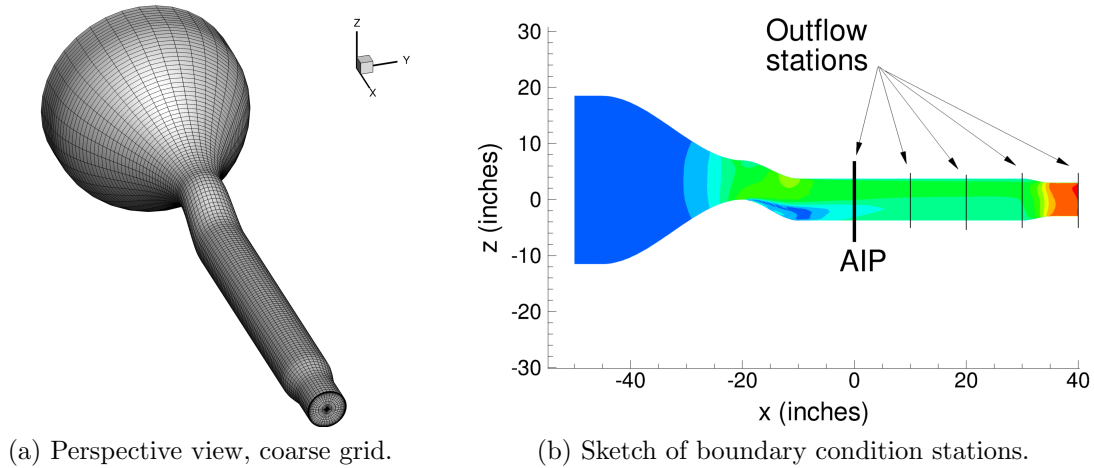 Z
Y
X
Outflow
stations
30
20
10
0
-10
-20
-30
z (inches)
AIP
-40
-20
0
20
40
x (inches)
(a) Perspective view, coarse grid.
(b) Sketch of boundary condition stations.